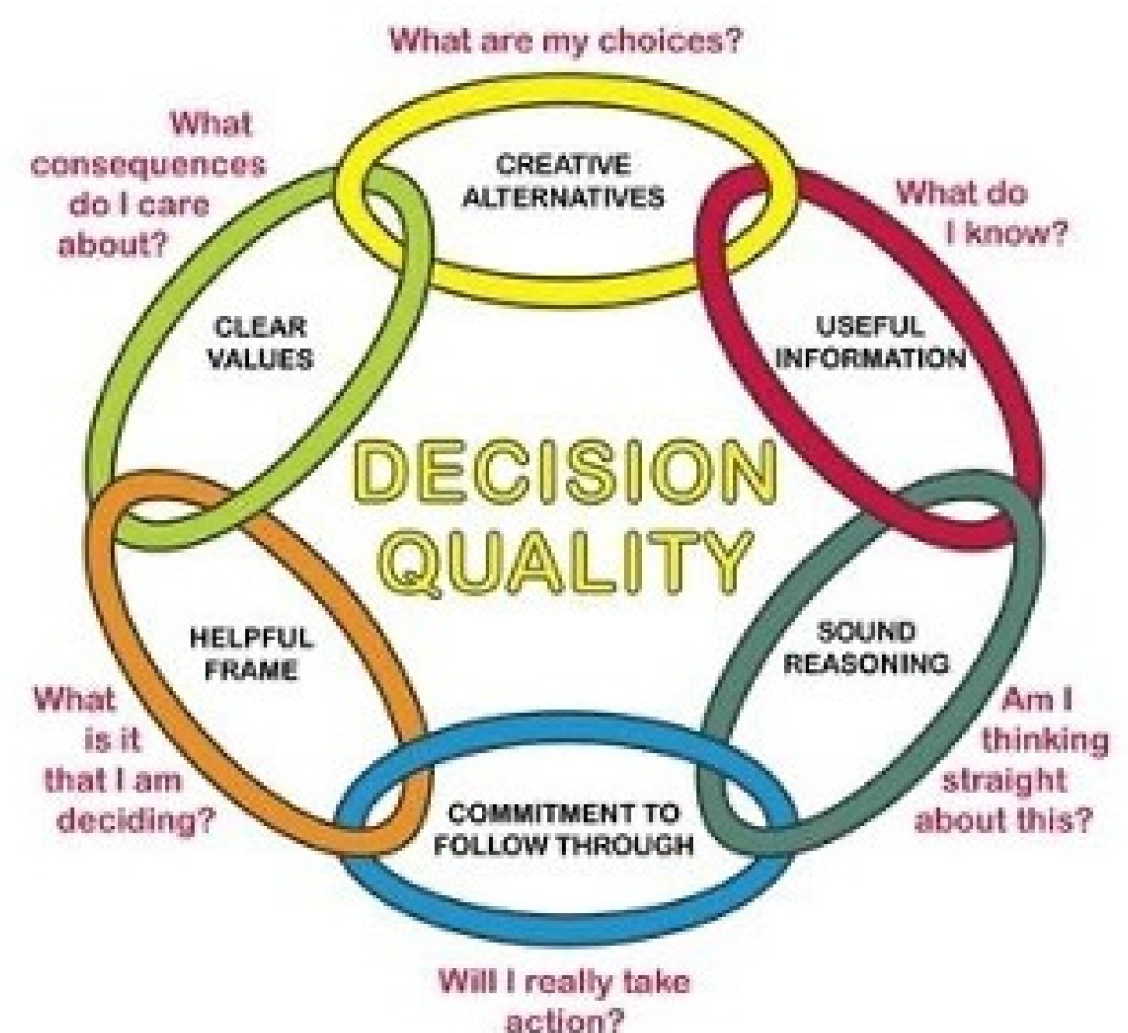 What are my choices?
CREATIVE
ALTERNATIVES
What do
I know?
USEFUL
INFORMATION
Am I
thinking
straight
about this?
SOUND
REASONING
Will I really take
action?
COMMITMENT TO
FOLLOW THROUGH
What
is it
that I am
deciding?
HELPFUL
FRAME
What
consequences
do I care
about?
CLEAR
VALUES
DECISION
QUALITY